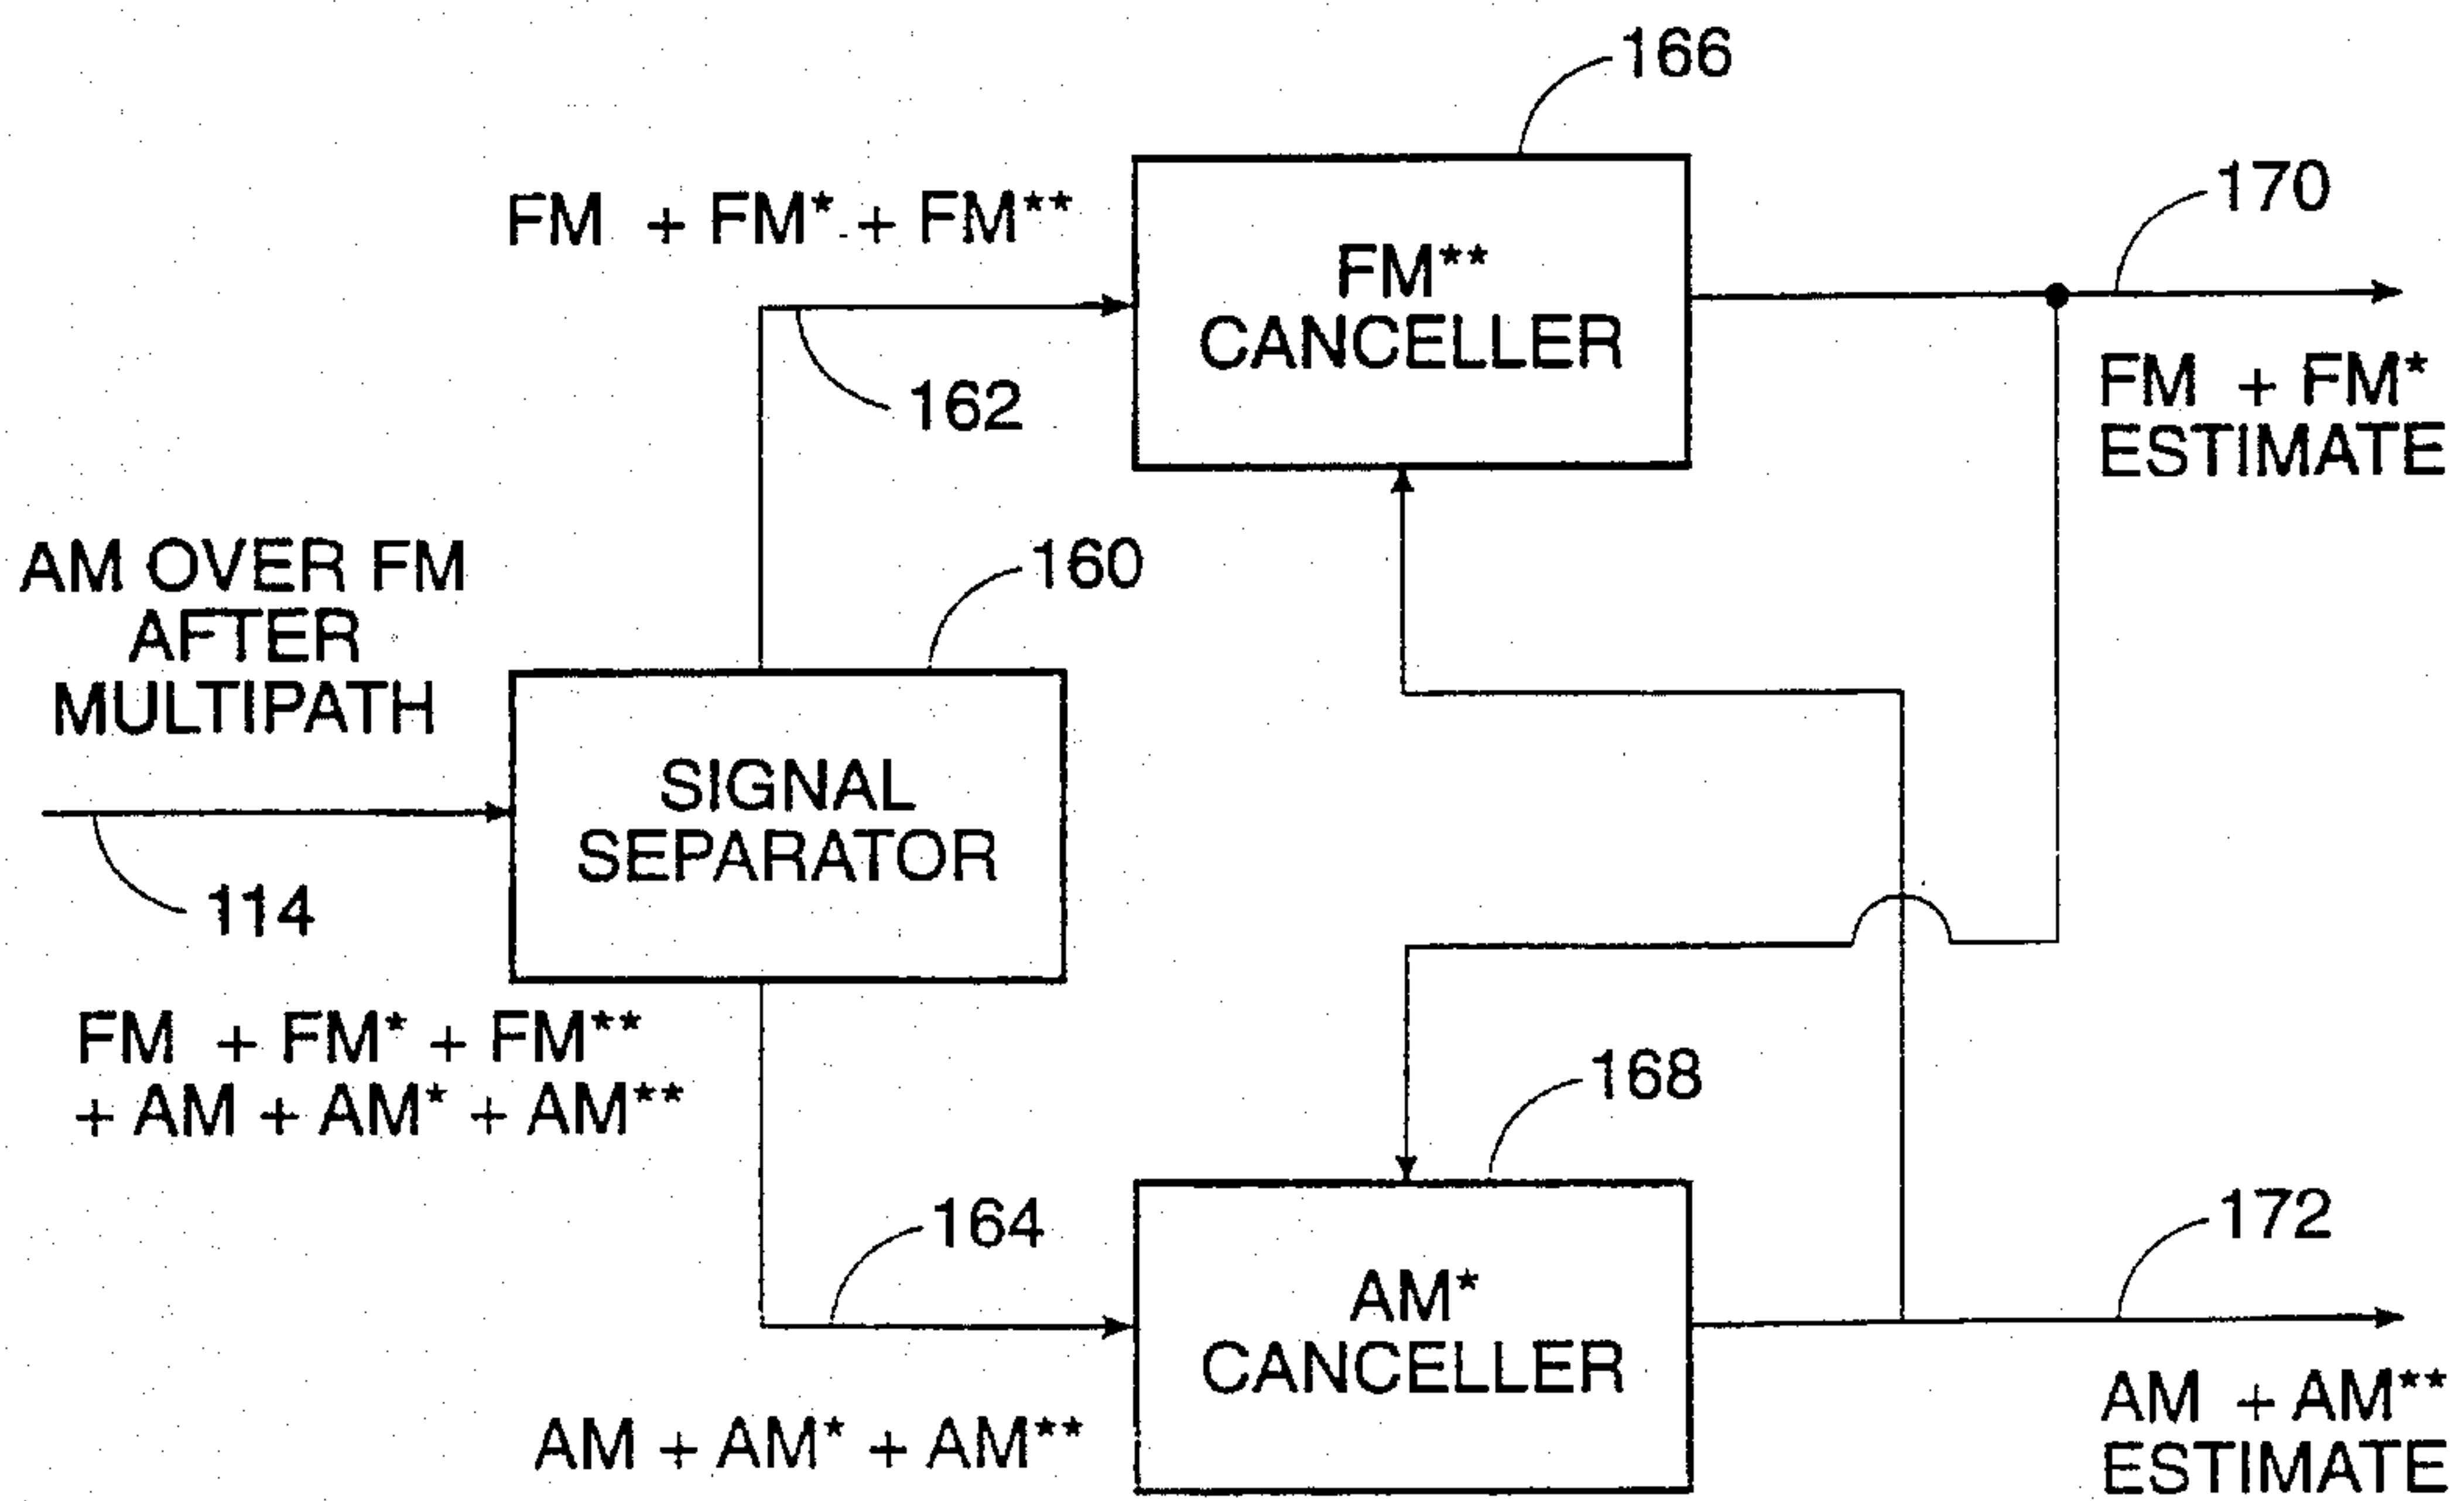 166
FM + FM* + FM**
170
FM**
CANCELLER
162
FM + FM*
ESTIMATE
AM OVER FM
AFTER
MULTIPATH
160
SIGNAL
SEPARATOR
114
FM + FM* + FM**
+ AM + AM* + AM**
168
164
172
AM*
CANCELLER
AM + AM* + AM**
AM + AM**
ESTIMATE